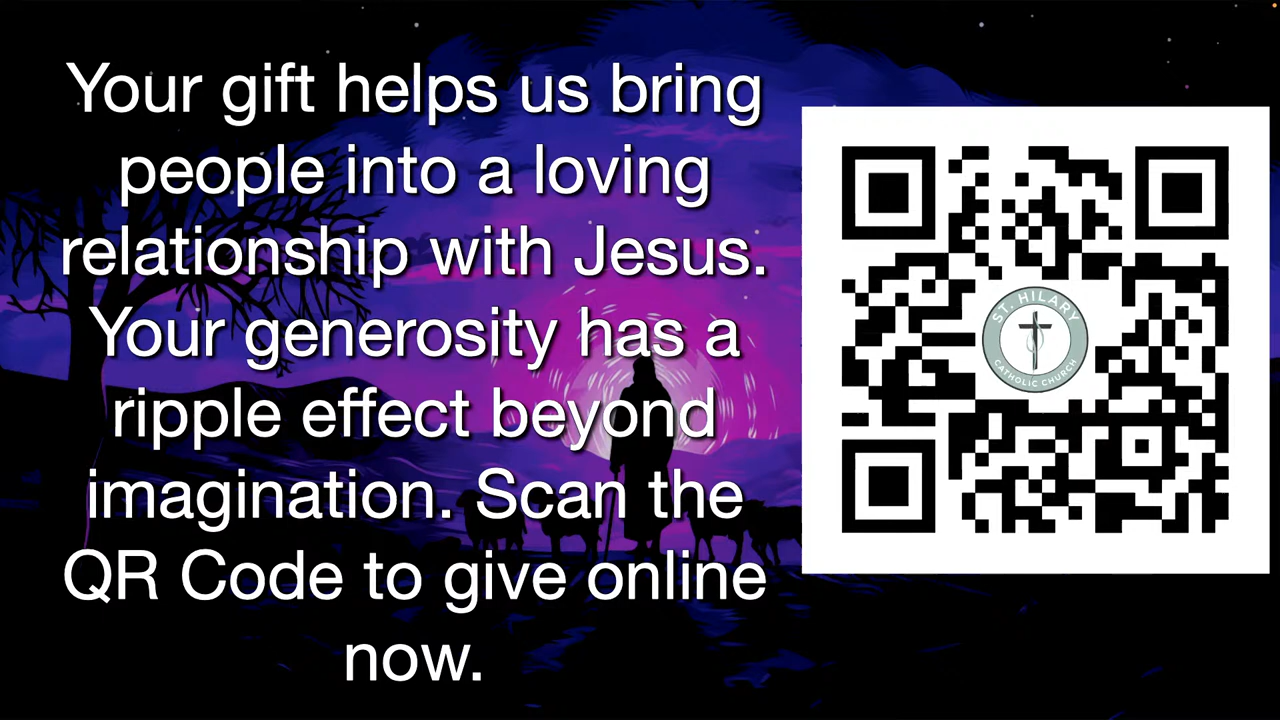 Your gift helps us bring
people into a loving
relationship with Jesus.
Your generosity has a
ripple effect beyond
imagination. Scan the
QR Code to give online
now.
ST. HILARY
CATHOLIC CHURCH